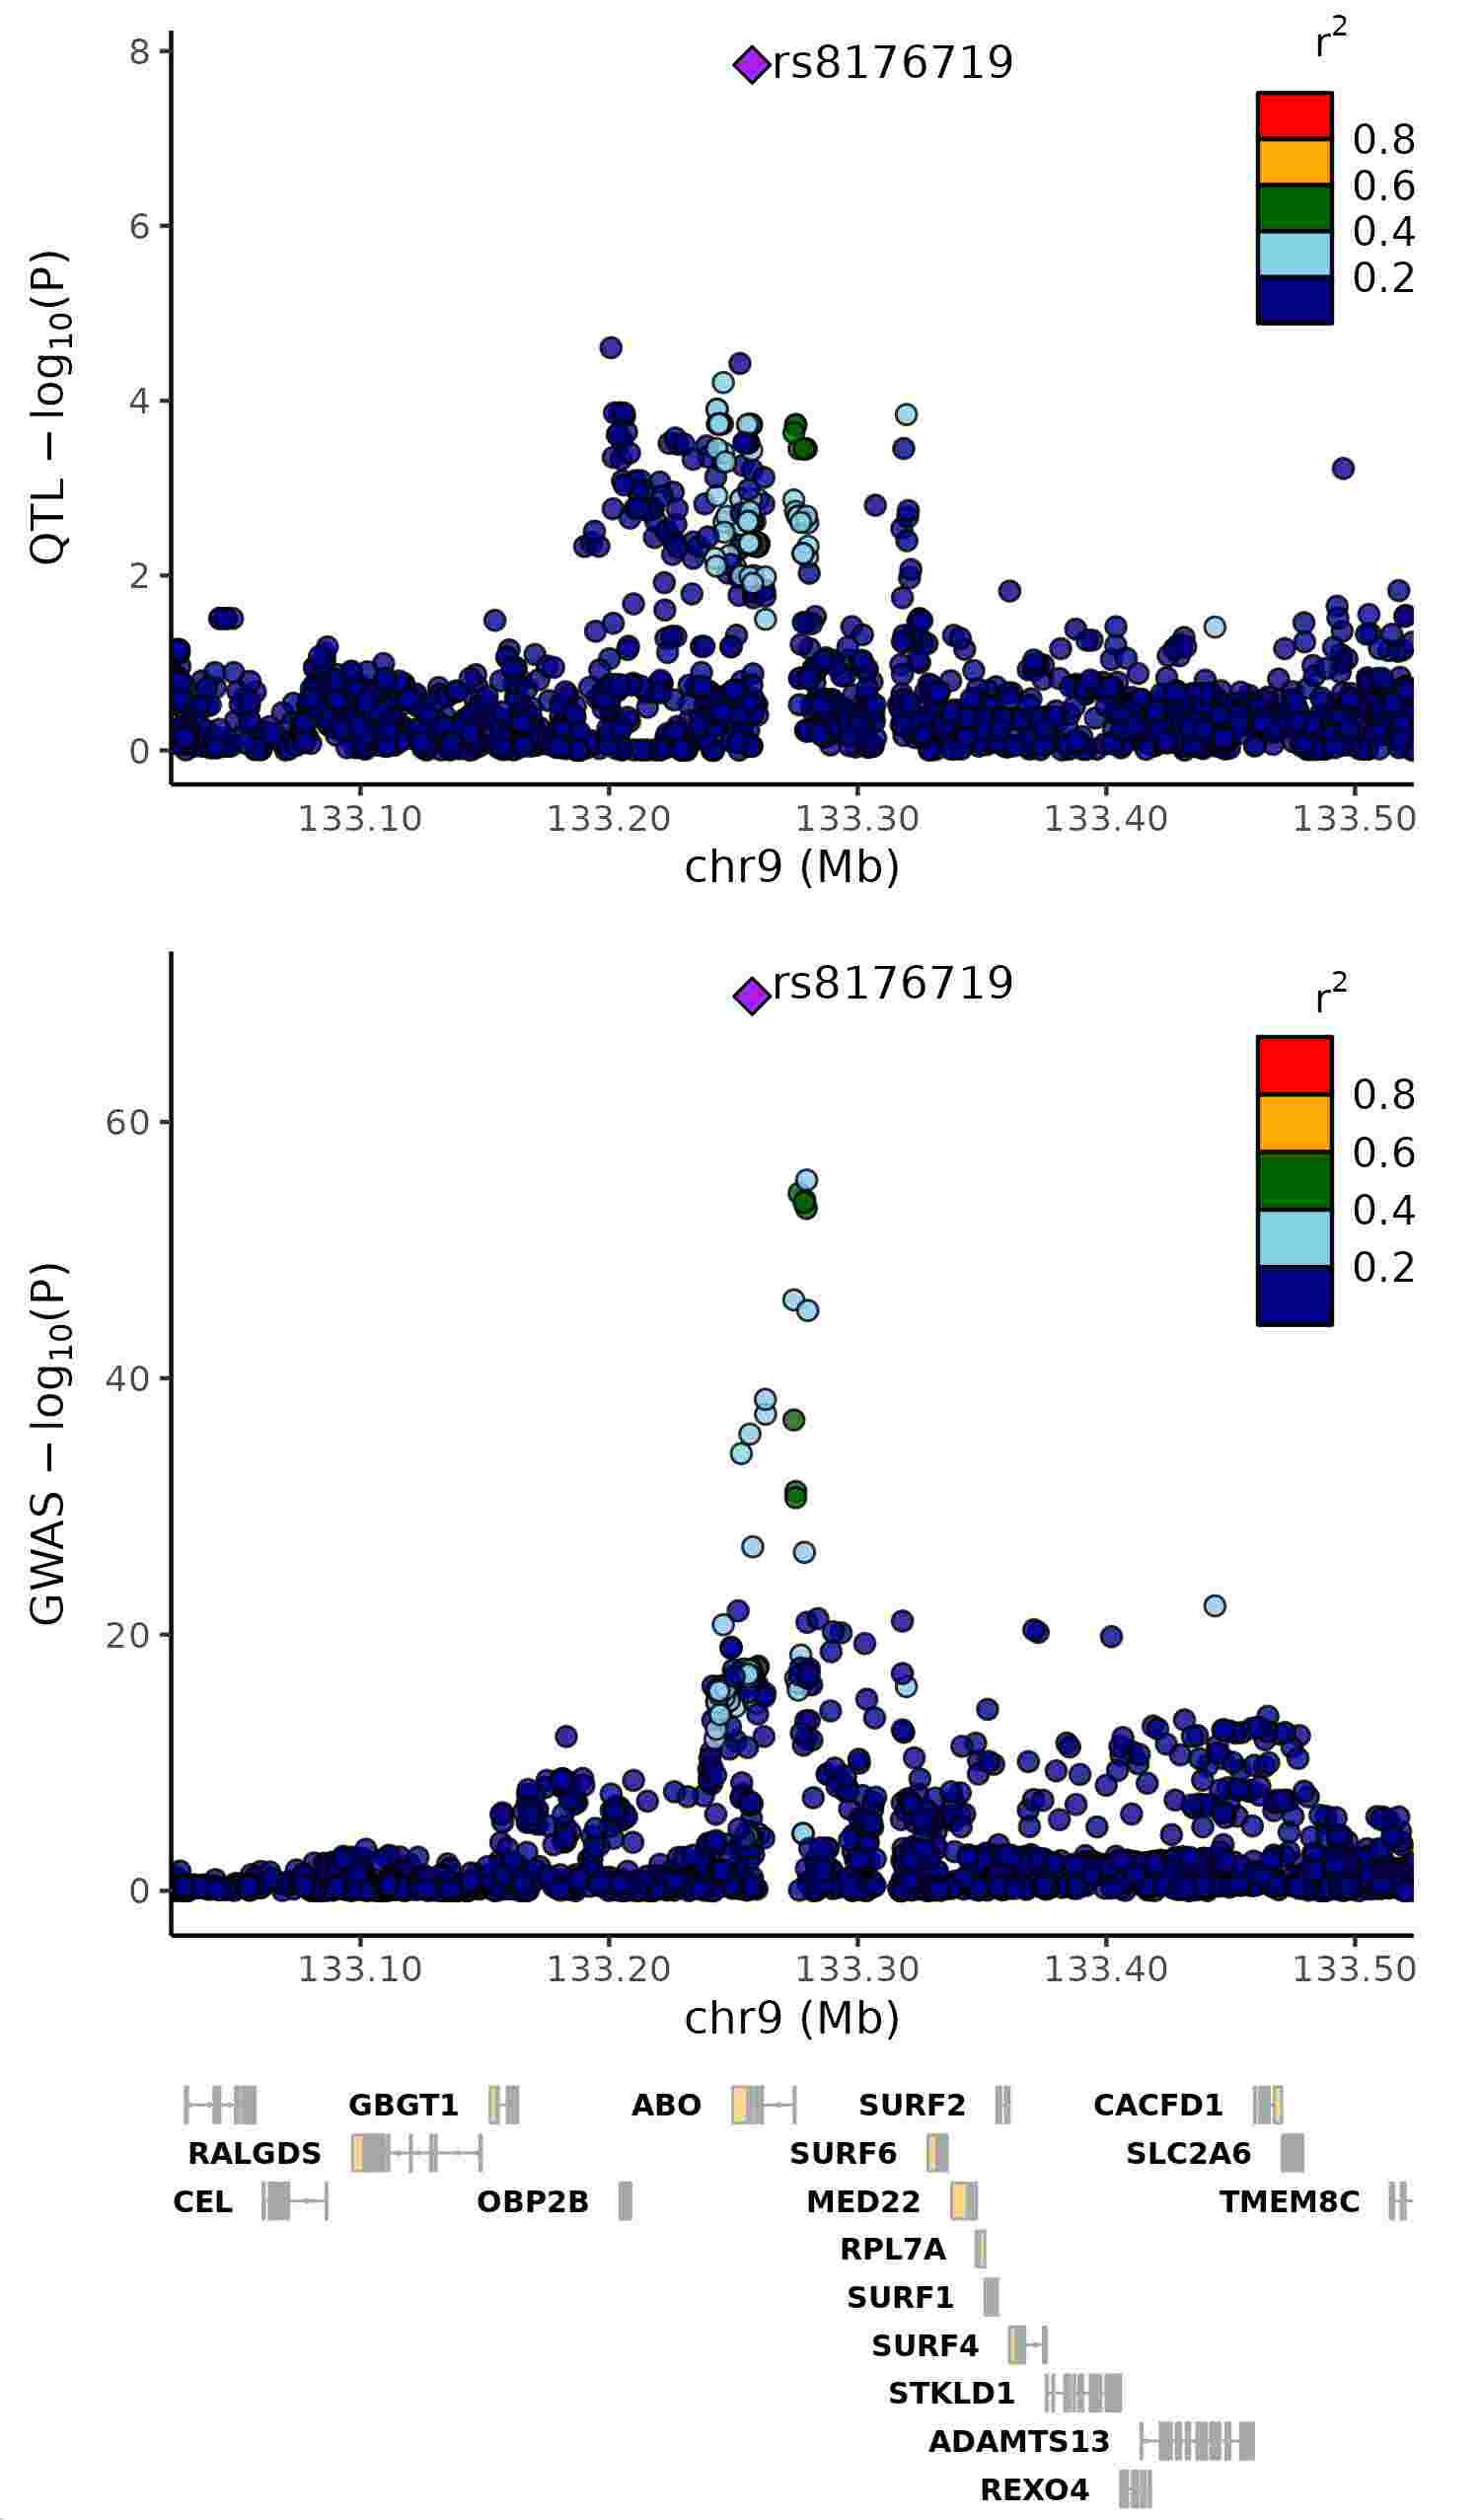 r2
rs8176719
8
6
4
2
0
0.8
0.6
0.4
0.2
QTL −log10(P)
133.10 133.20 133.30 133.40 133.50
chr9 (Mb)
r2
rs8176719
60
40
20
0
0.8
0.6
0.4
0.2
GWAS −log10(P)
133.10 133.20 133.30 133.40 133.50
chr9 (Mb)
GBGT1 ABO SURF2 CACFD1
RALGDS SURF6 SLC2A6
CEL OBP2B MED22 TMEM8C
RPL7A
SURF1
SURF4
STKLD1
ADAMTS13
REXO4